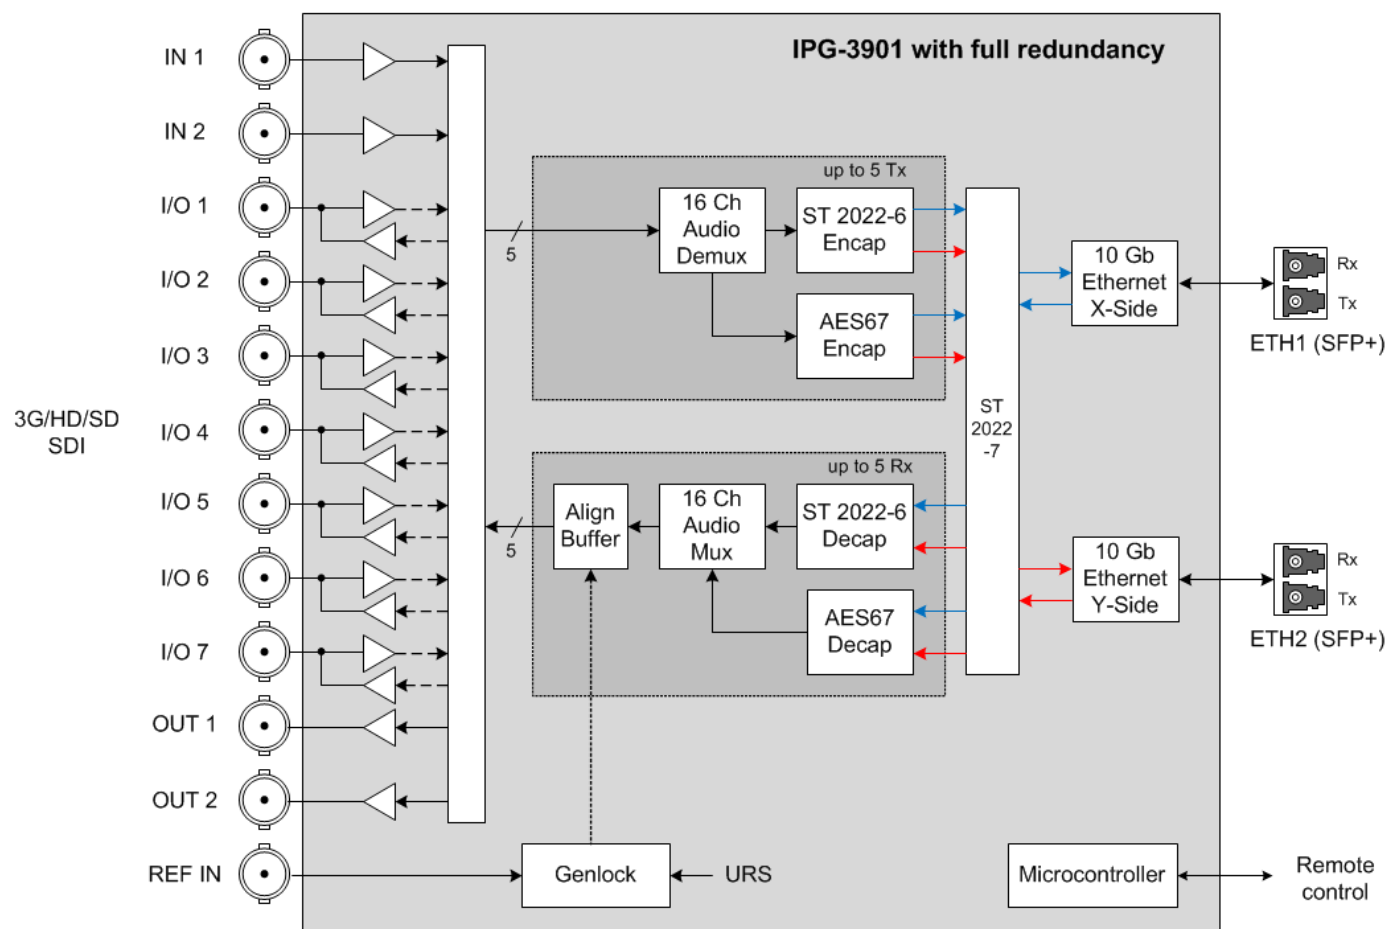 IPG-3901 with full redundancy
IN 1
IN 2
I/O 1
I/O 2
I/O 3
I/O 4
I/O 5
I/O 6
I/O 7
OUT 1
OUT 2
REF IN
3G/HD/SD
SDI
5
up to 5 Tx
16 Ch
Audio
Demux
ST 2022-6
Encap
AES67
Encap
5
up to 5 Rx
Align
Buffer
16 Ch
Audio
Mux
ST 2022-6
Decap
AES67
Decap
ST
2022
-7
10 Gb
Ethernet
X-Side
Rx
Tx
ETH1 (SFP+)
10 Gb
Ethernet
Y-Side
Rx
Tx
ETH2 (SFP+)
Genlock
URS
Microcontroller
Remote
control